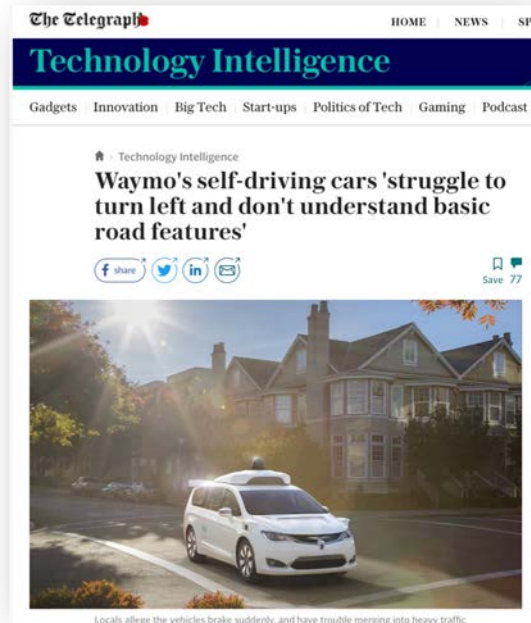 The Telegraph
HOME NEWS SP
Technology Intelligence
Gadgets Innovation Big Tech Start-ups Politics of Tech Gaming Podcast
Technology Intelligence
Waymo's self-driving cars 'struggle to
turn left and don't understand basic
road features'
share
Save 77
Locals allege the vehicles brake suddenly, and have trouble merging into heavy traffic